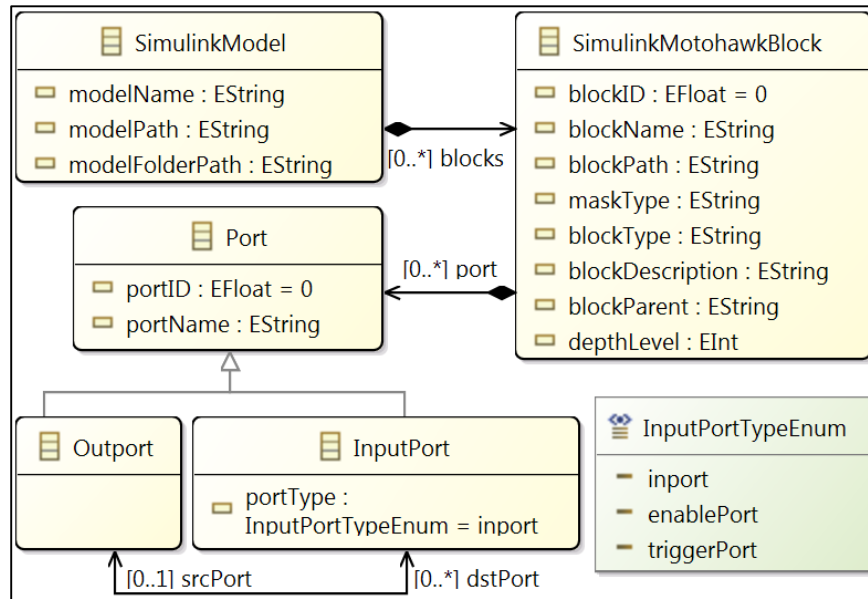 SimulinkModel
modelName : EString
modelPath : EString
modelFolderPath : EString
SimulinkMotohawkBlock
blockID : EFloat = 0
blockName : EString
blockPath : EString
maskType : EString
blockType : EString
blockDescription : EString
blockParent : EString
depthLevel : EInt
[0..*] blocks
Port
portID : EFloat = 0
portName : EString
[0..*] port
Outport
InputPort
portType :
InputPortTypeEnum = inport
[0..1] srcPort
[0..*] dstPort
InputPortTypeEnum
inport
enablePort
triggerPort